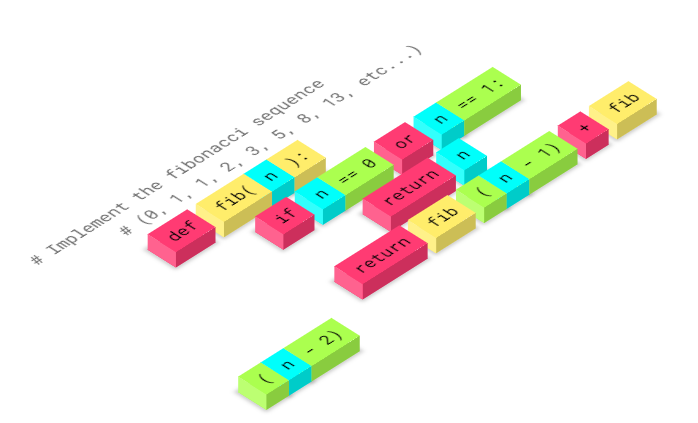 # Implement the fibonacci sequence
# (0, 1, 1, 2, 3, 5, 8, 13, etc...)
def fib( n ):
if n == 0 or n == 1:
return n
return fib ( n - 1) + fib
( n - 2)